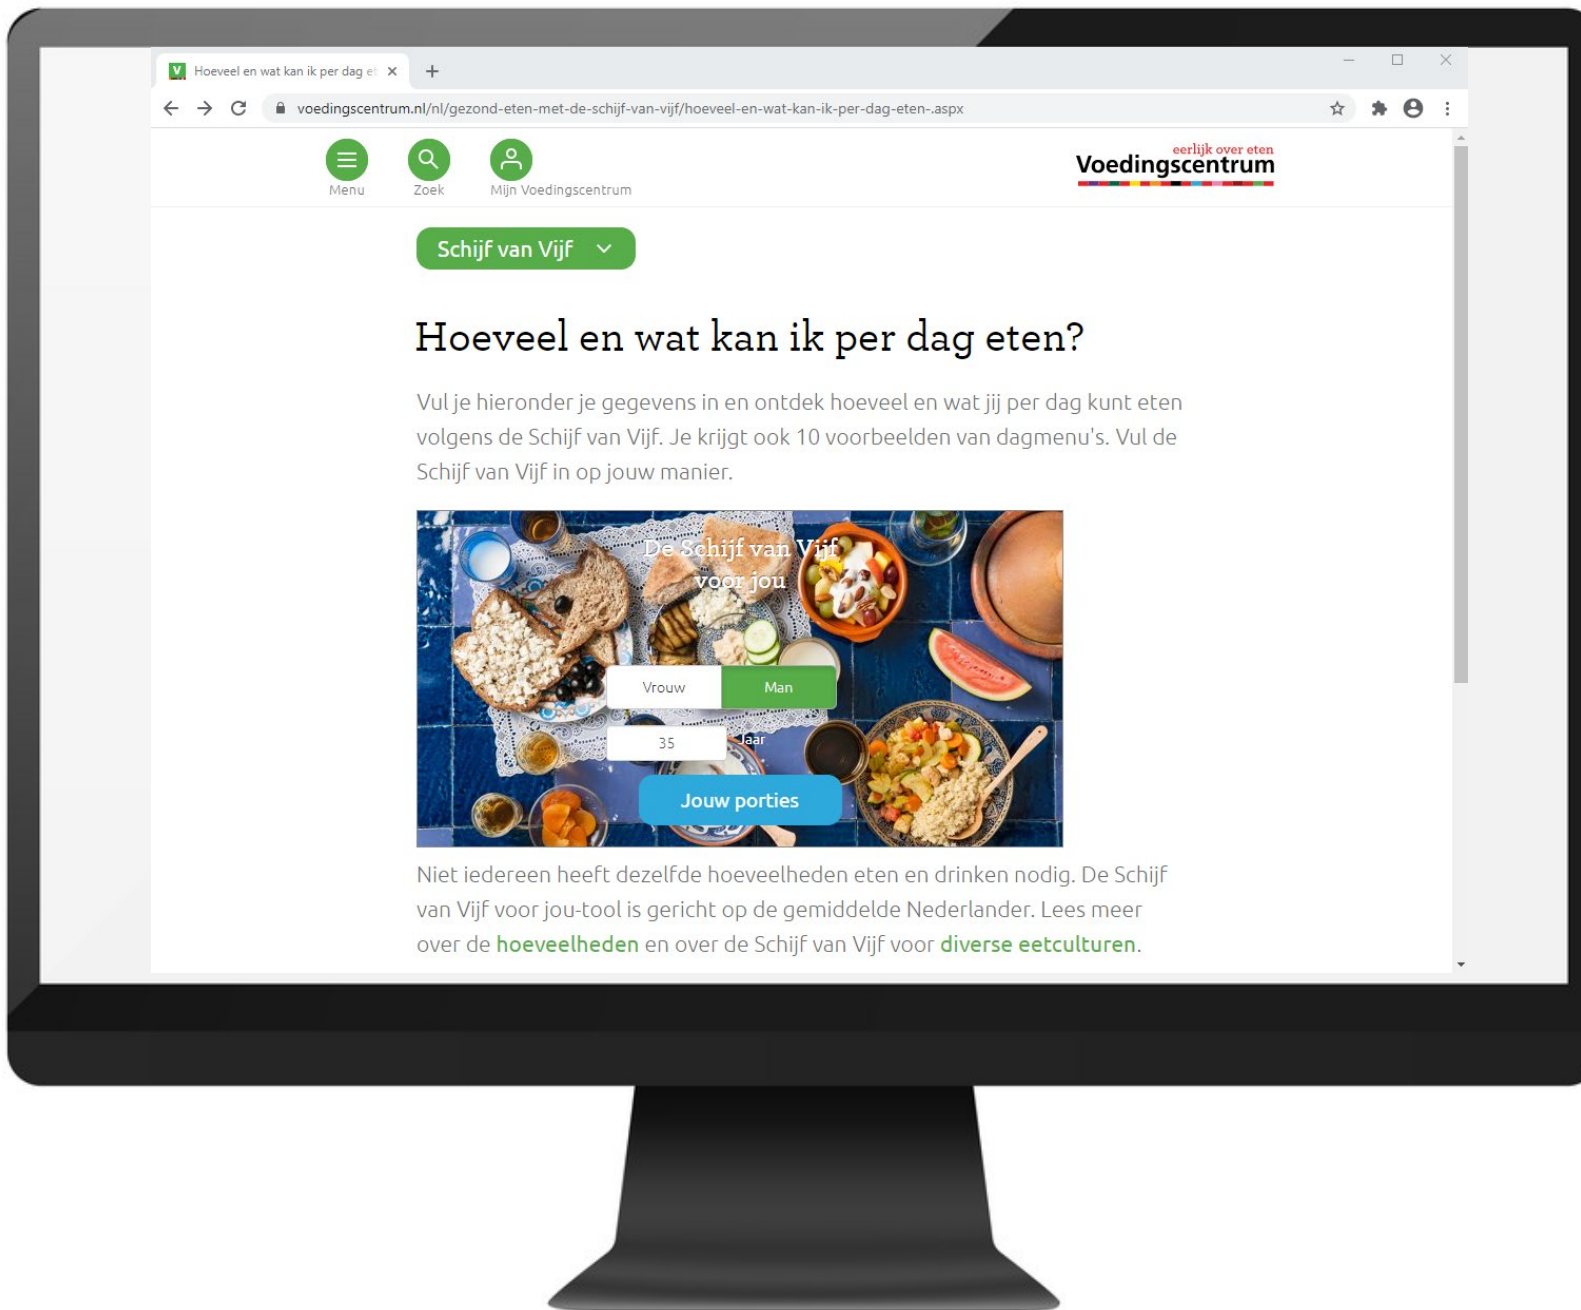 Hoeveel en wat kan ik per dag et
voedingscentrum.nl/nl/gezond-eten-met-de-schijf-van-vijf/hoeveel-en-wat-kan-ik-per-dag-eten-.aspx
Menu
Zoek
Mijn Voedingscentrum
eerlijk over eten
Voedingscentrum
Schijf van Vijf
Hoeveel en wat kan ik per dag eten?
Vul je hieronder je gegevens in en ontdek hoeveel en wat jij per dag kunt eten
volgens de Schijf van Vijf. Je krijgt ook 10 voorbeelden van dagmenu's. Vul de
Schijf van Vijf in op jouw manier.
De Schijf van Vijf
voor jou
Vrouw
Man
35
Jaar
Jouw porties
Niet iedereen heeft dezelfde hoeveelheden eten en drinken nodig. De Schijf
van Vijf voor jou-tool is gericht op de gemiddelde Nederlander. Lees meer
over de hoeveelheden en over de Schijf van Vijf voor diverse eetculturen.